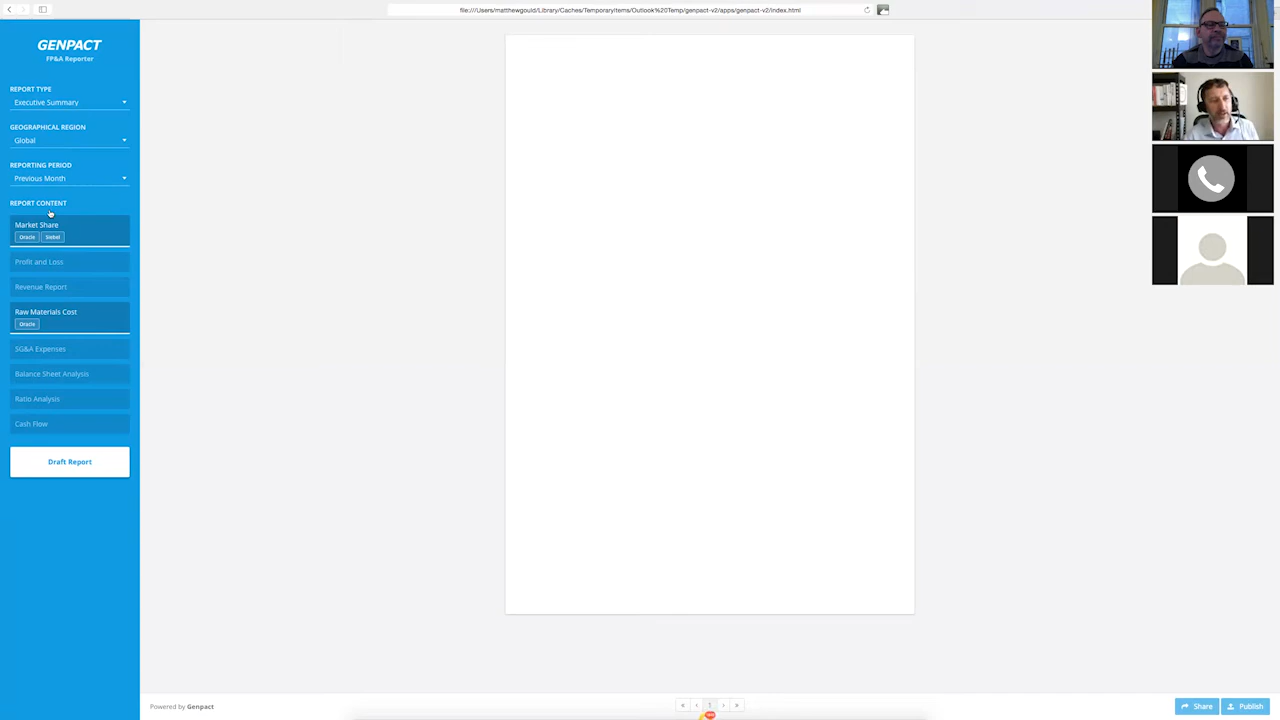 file:///Users/matthewgould/Library/Caches/TemporaryItems/Outlook%20Temp/genpact-v2/apps/genpact-v2/index.html
GENPACT
FP&A Reporter
REPORT TYPE
Executive Summary
GEOGRAPHICAL REGION
Global
REPORTING PERIOD
Previous Month
REPORT CONTENT
Market Share
Oracle Siebel
Profit and Loss
Revenue Report
Raw Materials Cost
Oracle
SG&A Expenses
Balance Sheet Analysis
Ratio Analysis
Cash Flow
Draft Report
Powered by Genpact
« ‹ 1 › »
Share Publish